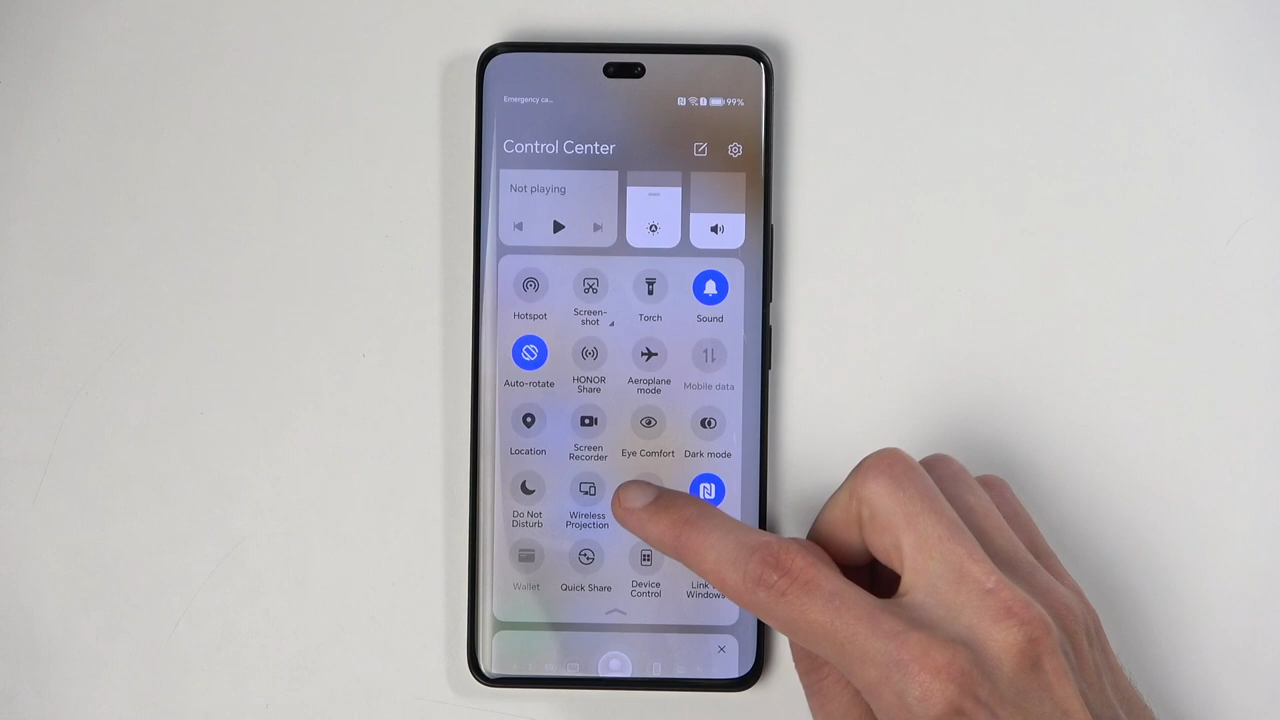 Emergency ca...
99%
Control Center
Not playing
Hotspot
Screen-
shot
Torch
Sound
Auto-rotate
HONOR
Share
Aeroplane
mode
Mobile data
Location
Screen
Recorder
Eye Comfort
Dark mode
Do Not
Disturb
Wireless
Projection
Wallet
Quick Share
Device
Control
Link
Windows